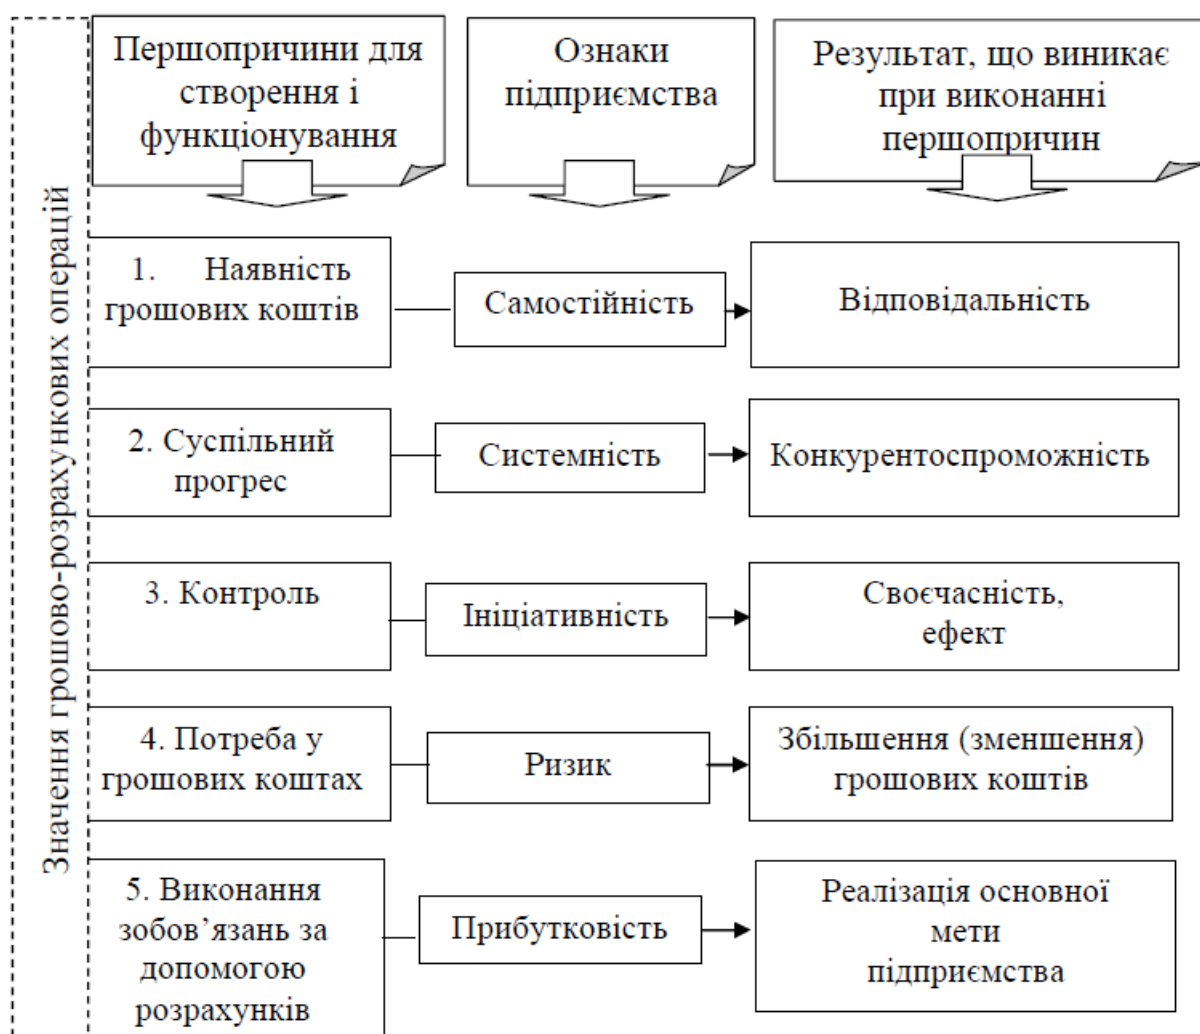 Значення грошово-розрахункових операцій
Першопричини для
створення і
функціонування
Ознаки
підприємства
Результат, що виникає
при виконанні
першопричин
1. Наявність
грошових коштів
Самостійність
Відповідальність
2. Суспільний
прогрес
Системність
Конкурентоспроможність
3. Контроль
Ініціативність
Своєчасність,
ефект
4. Потреба у
грошових коштах
Ризик
Збільшення (зменшення)
грошових коштів
5. Виконання
зобов’язань за
допомогою
розрахунків
Прибутковість
Реалізація основної
мети
підприємства